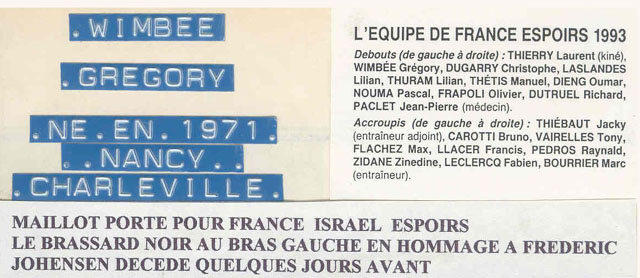 . WIMBEE
. GREGORY
. NE . EN . 1971 .
. NANCY .
. CHARLEVILLE .
L'EQUIPE DE FRANCE ESPOIRS 1993
Debouts (de gauche à droite) : THIERRY Laurent (kiné),
WIMBÉE Grégory, DUGARRY Christophe, LASLANDES
Lilian, THURAM Lilian, THÉTIS Manuel, DIENG Oumar,
NOUMA Pascal, FRAPOLI Olivier, DUTRUEL Richard,
PACLET Jean-Pierre (médecin).
Accroupis (de gauche à droite) : THIÉBAUT Jacky
(entraîneur adjoint), CAROTTI Bruno, VAIRELLES Tony,
FLACHEZ Max, LLACER Francis, PEDROS Raynald,
ZIDANE Zinedine, LECLERCQ Fabien, BOURRIER Marc
(entraîneur).
MAILLOT PORTE POUR FRANCE ISRAEL ESPOIRS
LE BRASSARD NOIR AU BRAS GAUCHE EN HOMMAGE A FREDERIC
JOHENSEN DECEDE QUELQUES JOURS AVANT